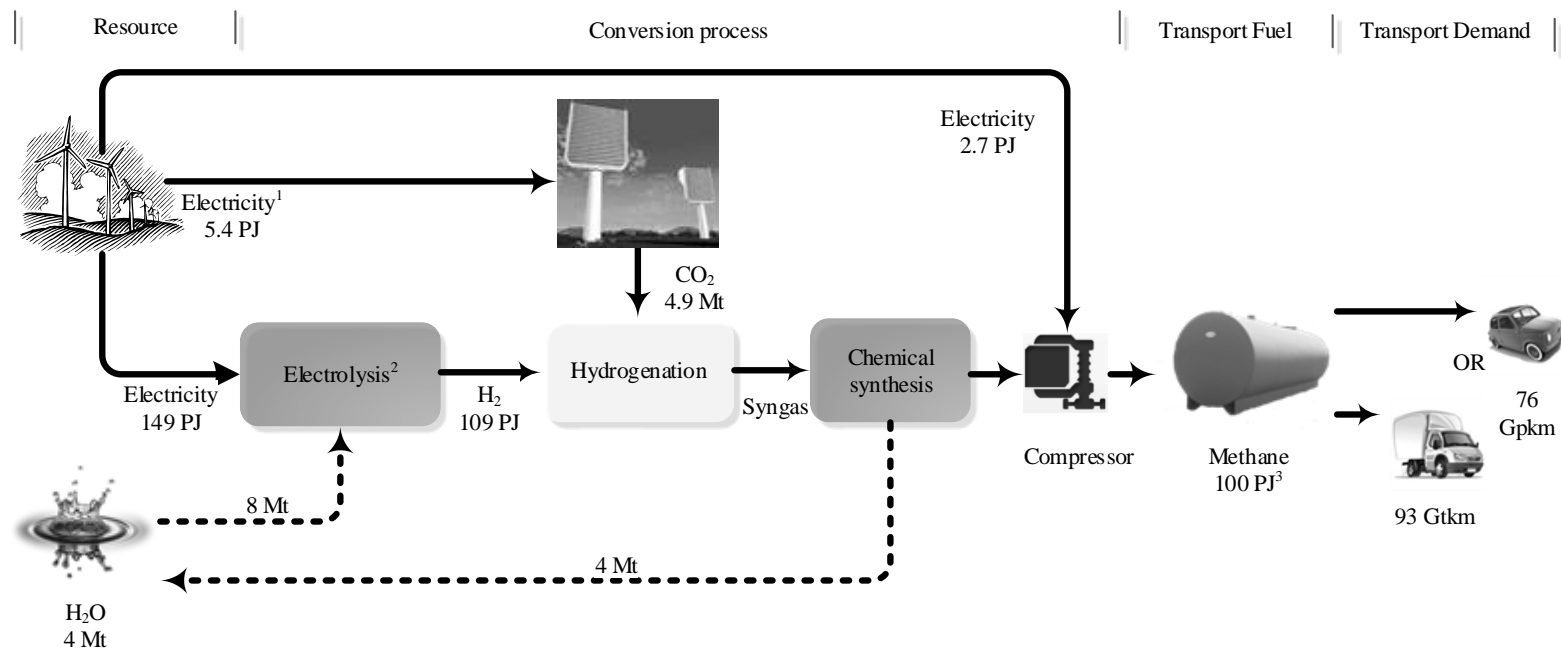 Resource
Conversion process
Transport Fuel
Transport Demand
Electricity
2.7 PJ
Electricity¹
5.4 PJ
CO₂
4.9 Mt
Electrolysis²
Hydrogenation
Chemical
synthesis
OR
Electricity
149 PJ
H₂
109 PJ
Syngas
76
Gpkm
Compressor
Methane
100 PJ³
8 Mt
93 Gtkm
4 Mt
H₂O
4 Mt